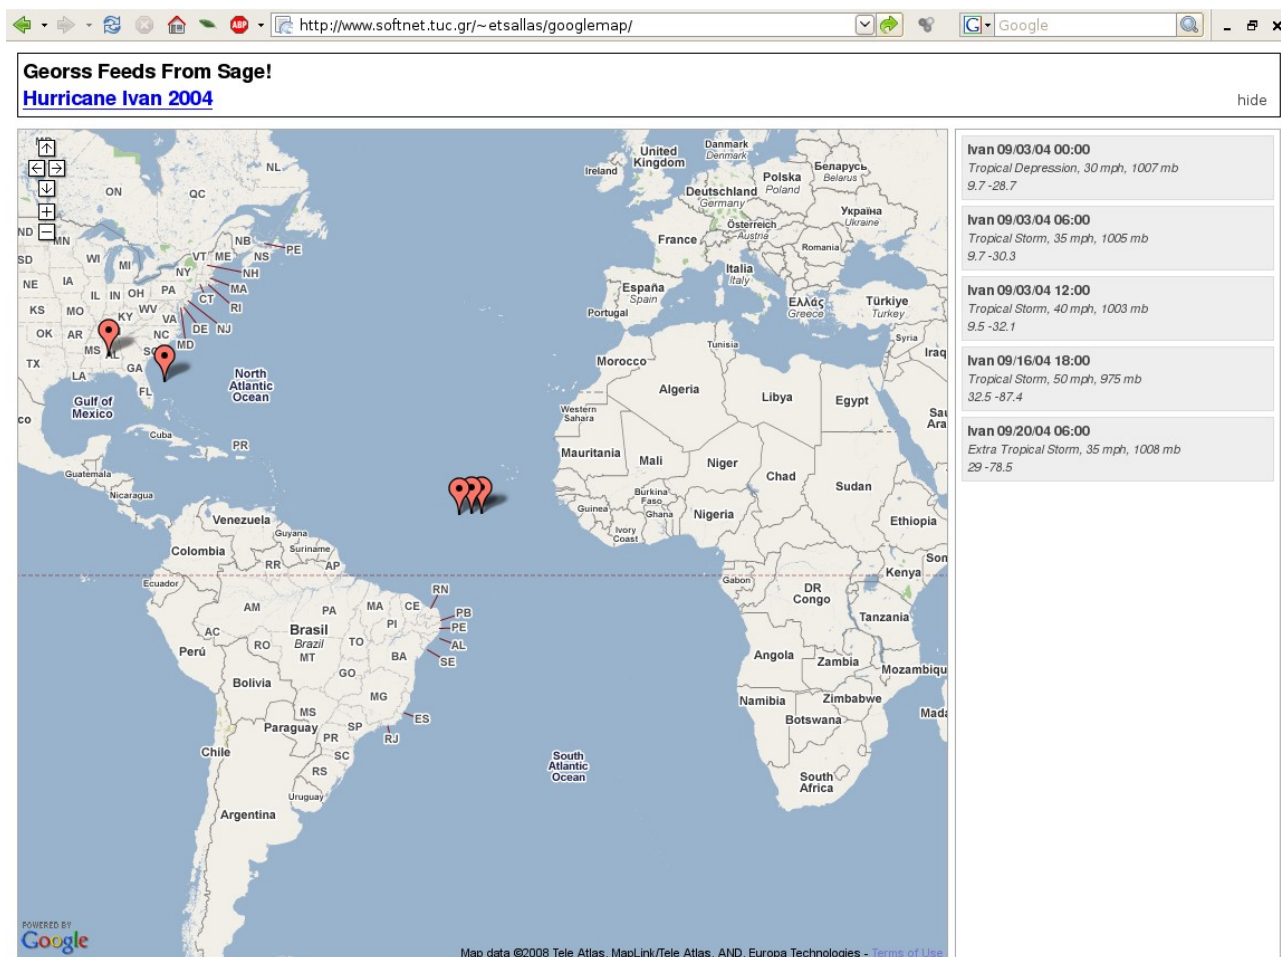 http://www.softnet.tuc.gr/~etsallas/googlemap/
Google
Georss Feeds From Sage!
Hurricane Ivan 2004
hide
Ivan 09/03/04 00:00
Tropical Depression, 30 mph, 1007 mb
9.7 -28.7
Ivan 09/03/04 06:00
Tropical Storm, 35 mph, 1005 mb
9.7 -30.3
Ivan 09/03/04 12:00
Tropical Storm, 40 mph, 1003 mb
9.5 -32.1
Ivan 09/16/04 18:00
Tropical Storm, 50 mph, 975 mb
32.5 -87.4
Ivan 09/20/04 06:00
Extra Tropical Storm, 35 mph, 1008 mb
29 -78.5
ABP
G
NL
ON
QC
ND
MN
NB
PE
NS
VT
ME
SD
WI
MI
NY
NH
NE
IA
PA
MA
IL
IN
OH
CT
RI
KS
MO
KY
WV
VA
DE
NJ
OK
AR
NC
MD
MS
AL
SC
GA
TX
LA
FL
North
Atlantic
Ocean
Gulf of
Mexico
co
Cuba
PR
Guatemala
Nicaragua
Venezuela
Guyana
Suriname
Colombia
RR
AP
Ecuador
RN
AM
PA
MA
CE
PB
PI
PE
AC
Brasil
Brazil
TO
AL
RO
MT
BA
SE
Perú
GO
Bolivia
MG
MS
ES
Paraguay
SP
PR
RJ
Chile
SC
RS
Uruguay
Argentina
South
Atlantic
Ocean
United
Kingdom
Ireland
Danmark
Denmark
Polska
Poland
Беларусь
Belarus
Deutschland
Germany
Україна
Ukraine
Österreich
Austria
France
Romania
Italia
Italy
España
Spain
Portugal
Ελλάς
Greece
Türkiye
Turkey
Syria
Iraq
Tunisia
Morocco
Algeria
Libya
Egypt
Western
Sahara
Sau
Ara
Mauritania
Mali
Niger
Chad
Sudan
Burkina
Faso
Guinea
Ghana
Nigeria
Ivory
Coast
Ethiopia
Som
Gabon
Kenya
DR
Congo
Tanzania
Angola
Zambia
Mozambiqu
Namibia
Zimbabwe
Botswana
Mada
South
Africa
POWERED BY
Google
Map data ©2008 Tele Atlas, MapLink/Tele Atlas, AND, Europa Technologies - Terms of Use